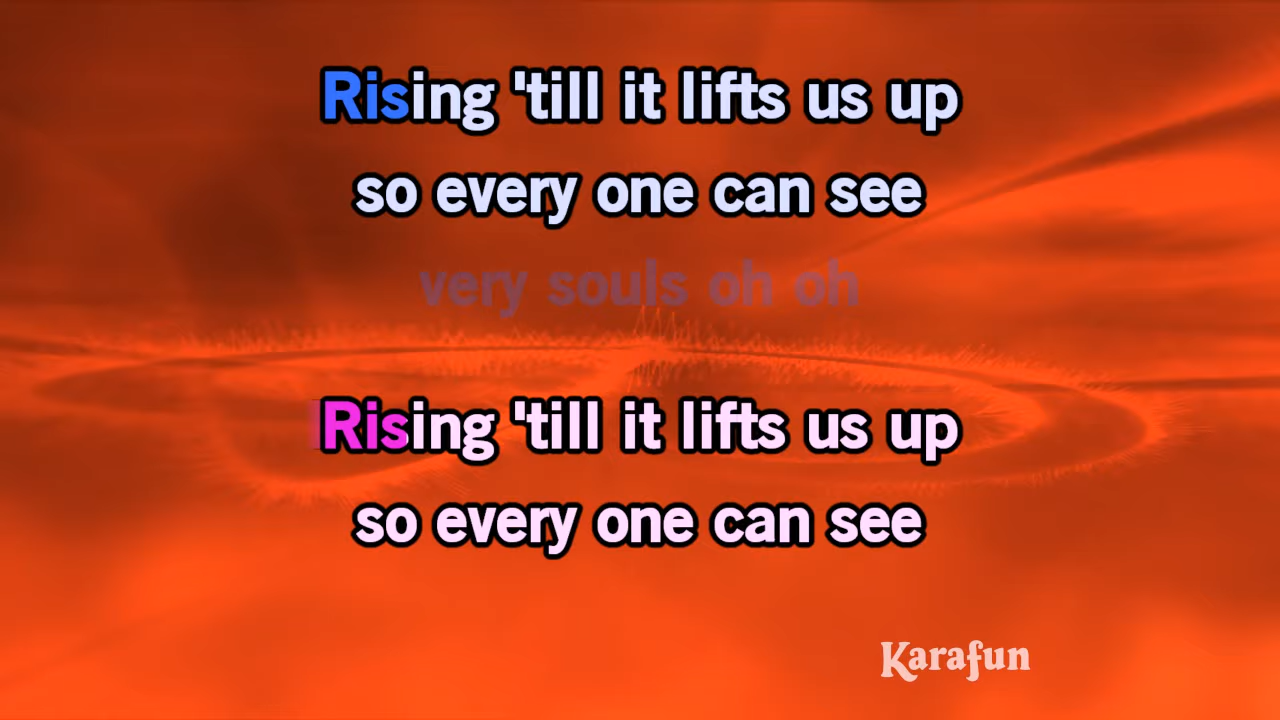 Rising 'till it lifts us up
so every one can see
very souls oh oh
Rising 'till it lifts us up
so every one can see
Karafun